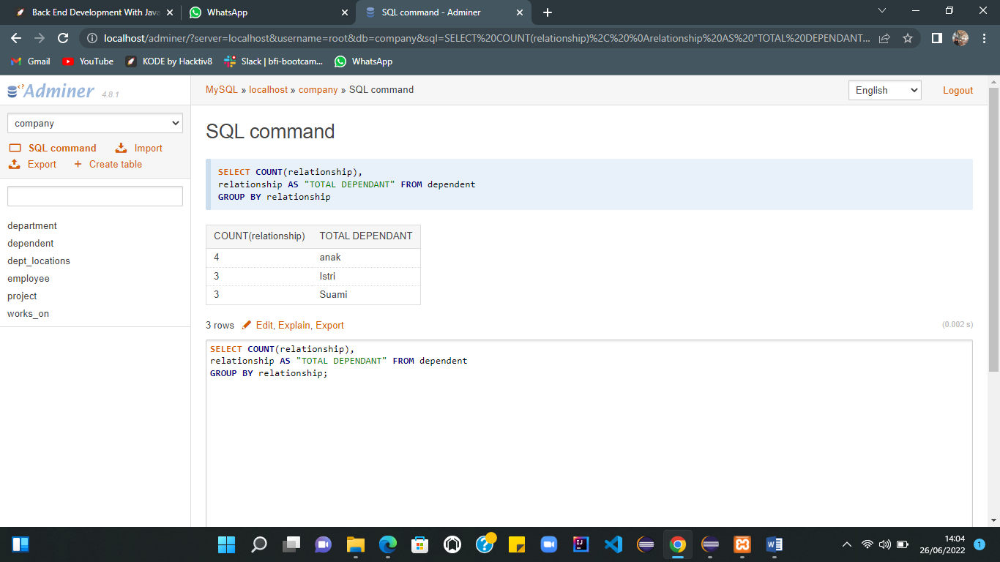 Back End Development With Java
WhatsApp
SQL command - Adminer
localhost/adminer/?server=localhost&username=root&db=company&sql=SELECT%20COUNT(relationship)%2C%20%0Arelationship%20AS%20"TOTAL%20DEPENDANT...
Gmail
YouTube
KODE by Hacktiv8
Slack | bfi-bootcam...
WhatsApp
Adminer 4.8.1
MySQL » localhost » company » SQL command
English
Logout
company
SQL command
Import
Export
+ Create table
department
dependent
dept_locations
employee
project
works_on
SQL command
SELECT COUNT(relationship),
relationship AS "TOTAL DEPENDANT" FROM dependent
GROUP BY relationship
COUNT(relationship) TOTAL DEPENDANT
4 anak
3 Istri
3 Suami
3 rows Edit, Explain, Export
(0.002 s)
SELECT COUNT(relationship),
relationship AS "TOTAL DEPENDANT" FROM dependent
GROUP BY relationship;
14:04
26/06/2022
1